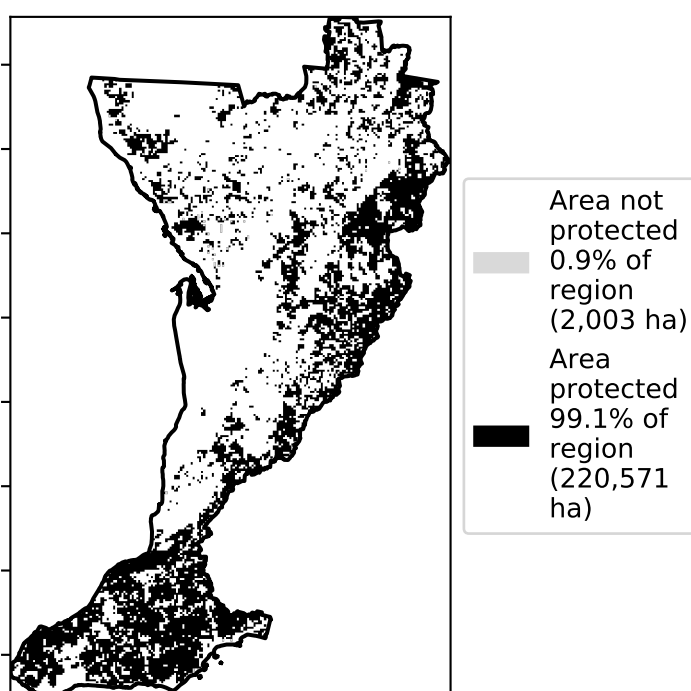 Area not
protected
0.9% of
region
(2,003 ha)
Area
protected
99.1% of
region
(220,571
ha)